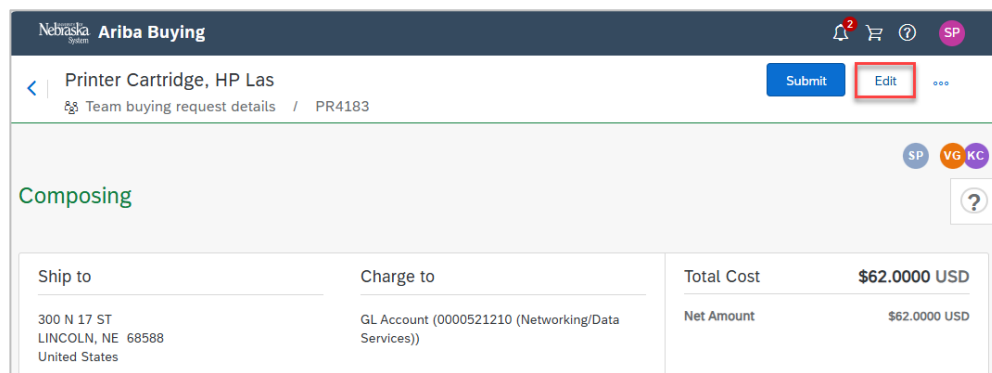 UNIVERSITY OF
Nebraska
System
Ariba Buying
2
?
SP
Printer Cartridge, HP Las
Submit
Edit
Team buying request details / PR4183
SP VG KC
Composing
?
Ship to
300 N 17 ST
LINCOLN, NE 68588
United States
Charge to
GL Account (0000521210 (Networking/Data
Services))
Total Cost $62.0000 USD
Net Amount $62.0000 USD